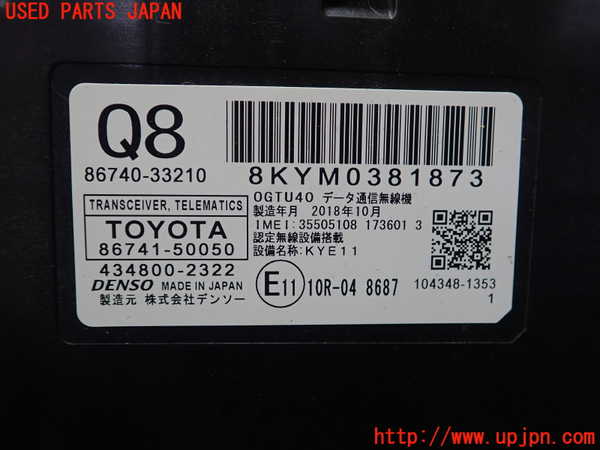 USED PARTS JAPAN
Q8
86740-33210
8KYM0381873
TRANSCEIVER, TELEMATICS
TOYOTA
86741-50050
434800-2322
DENSO MADE IN JAPAN
製造元 株式会社デンソー
0GTU40 データ通信無線機
製造年月 2018年10月
IMEI:35505108 173601 3
認定無線設備搭載
設備名称:KYE11
E11 10R-04 8687
104348-1353
1
http://www.upjpn.com/